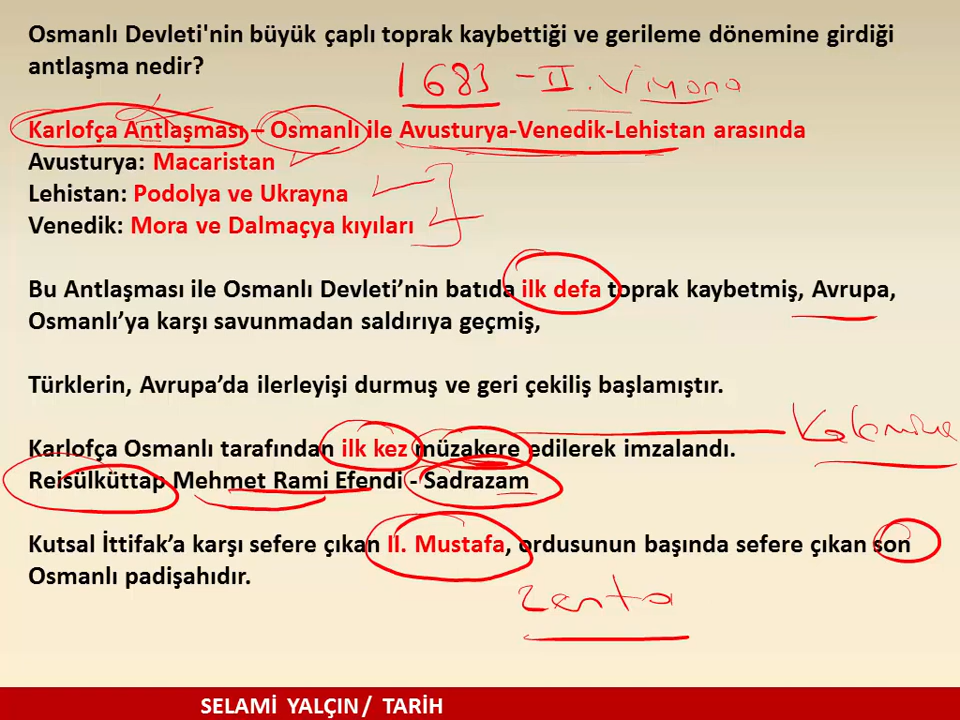 Osmanlı Devleti'nin büyük çaplı toprak kaybettiği ve gerileme dönemine girdiği
antlaşma nedir?
1683 - II. Viyana
Karlofça Antlaşması – Osmanlı ile Avusturya-Venedik-Lehistan arasında
Avusturya: Macaristan
Lehistan: Podolya ve Ukrayna
Venedik: Mora ve Dalmaçya kıyıları
Bu Antlaşması ile Osmanlı Devleti’nin batıda ilk defa toprak kaybetmiş, Avrupa,
Osmanlı’ya karşı savunmadan saldırıya geçmiş,
Türklerin, Avrupa’da ilerleyişi durmuş ve geri çekiliş başlamıştır.
Karlofça Osmanlı tarafından ilk kez müzakere edilerek imzalandı.
Reisülküttap Mehmet Rami Efendi - Sadrazam
Kutsal İttifak’a karşı sefere çıkan II. Mustafa, ordusunun başında sefere çıkan son
Osmanlı padişahıdır.
Zenta
SELAMİ YALÇIN / TARİH